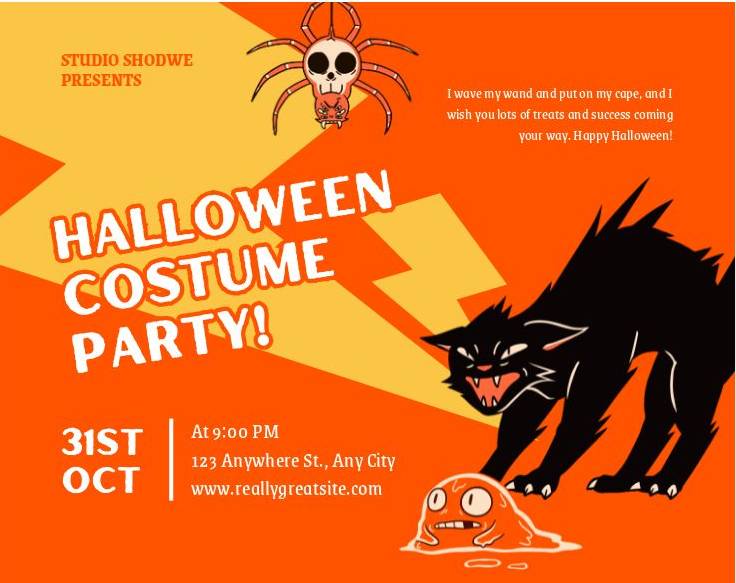 STUDIO SHODWE
PRESENTS
I wave my wand and put on my cape, and I
wish you lots of treats and success coming
your way. Happy Halloween!
HALLOWEEN
COSTUME
PARTY!
31ST
OCT
At 9:00 PM
123 Anywhere St., Any City
www.reallygreatsite.com